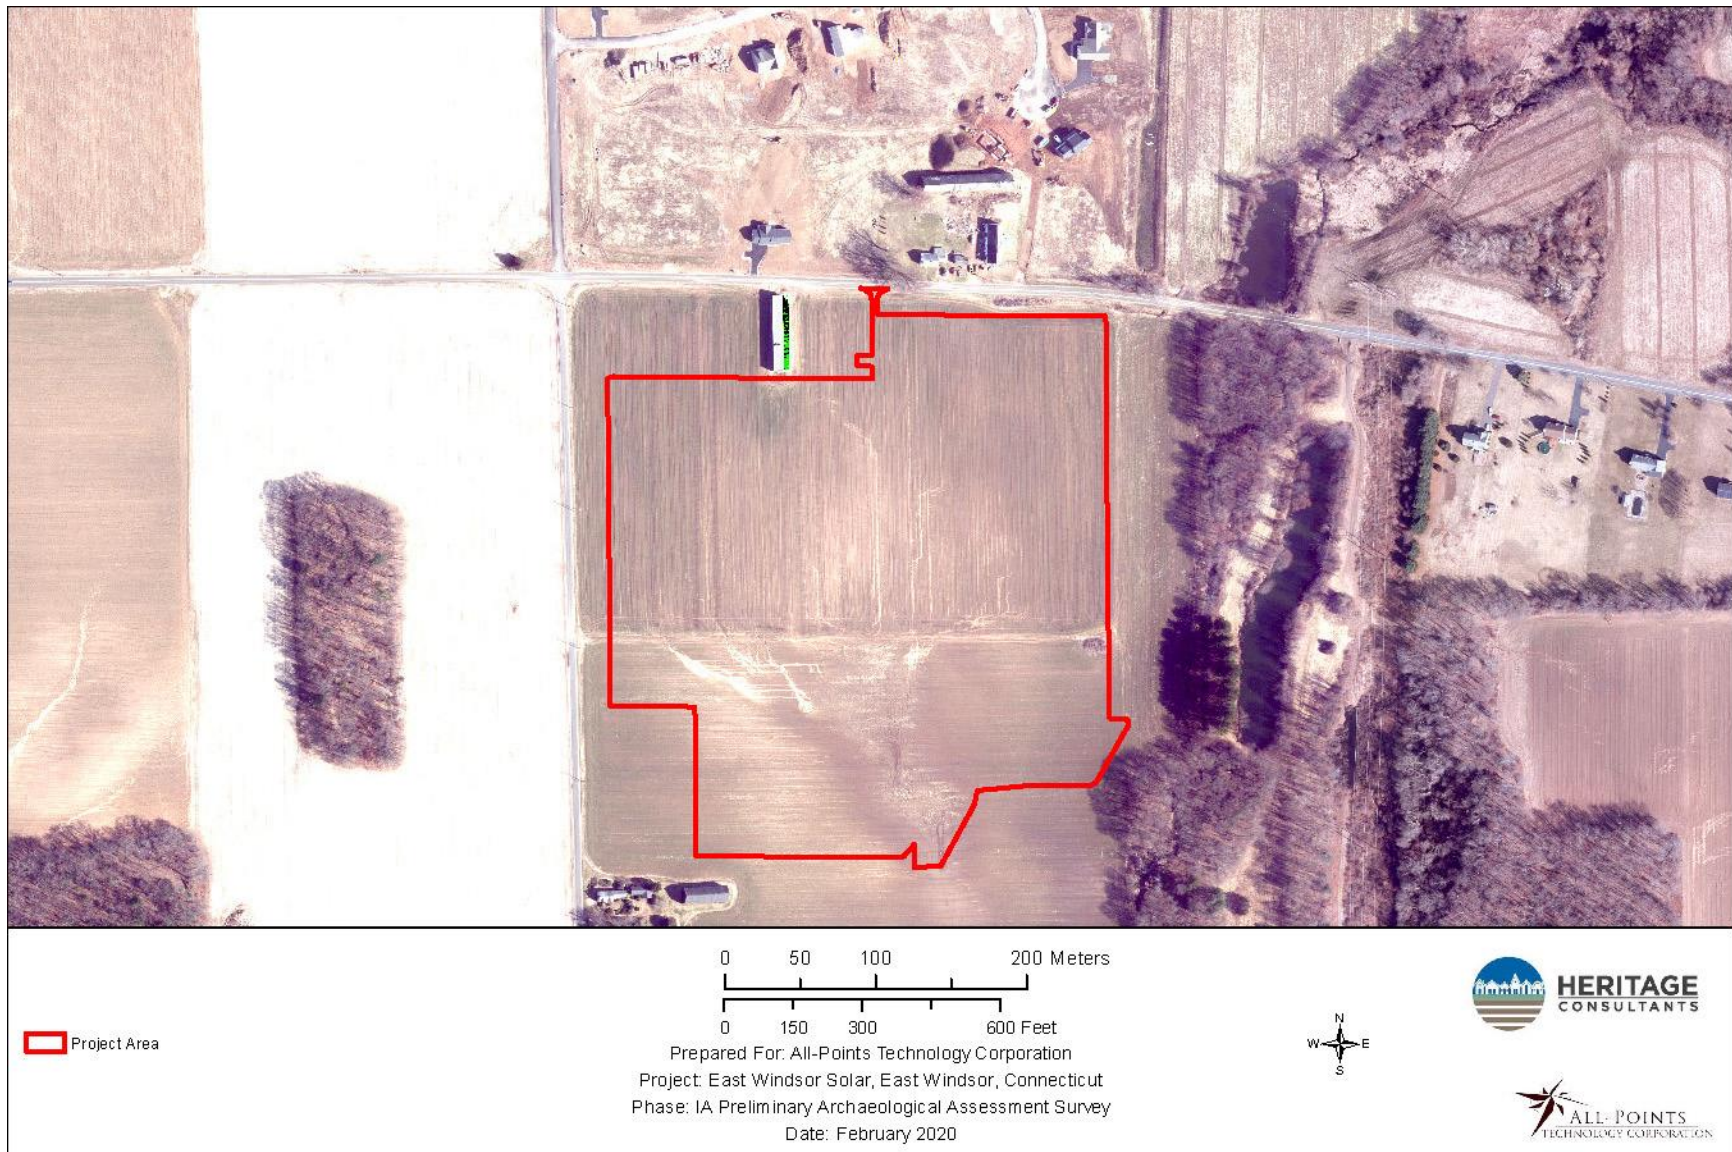 0 50 100 200 Meters
0 150 300 600 Feet
Project Area
Prepared For: All-Points Technology Corporation
Project: East Windsor Solar, East Windsor, Connecticut
Phase: IA Preliminary Archaeological Assessment Survey
Date: February 2020
N
W E
S
HERITAGE
CONSULTANTS
ALL-POINTS
TECHNOLOGY CORPORATION